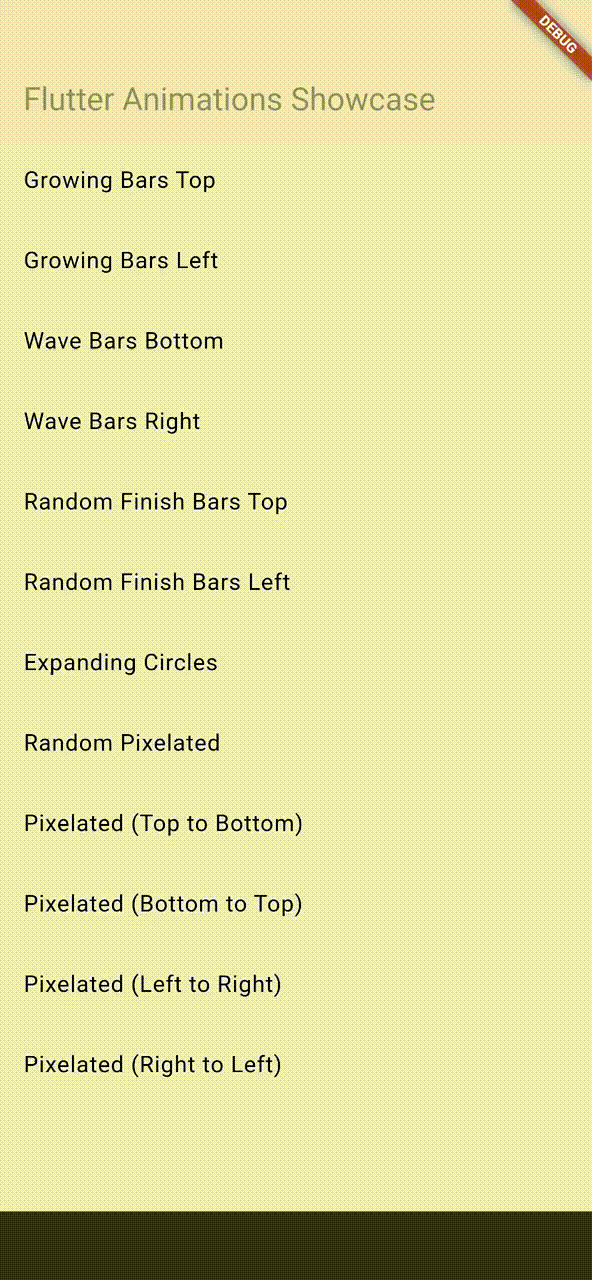 DEBUG
Flutter Animations Showcase
Growing Bars Top
Growing Bars Left
Wave Bars Bottom
Wave Bars Right
Random Finish Bars Top
Random Finish Bars Left
Expanding Circles
Random Pixelated
Pixelated (Top to Bottom)
Pixelated (Bottom to Top)
Pixelated (Left to Right)
Pixelated (Right to Left)